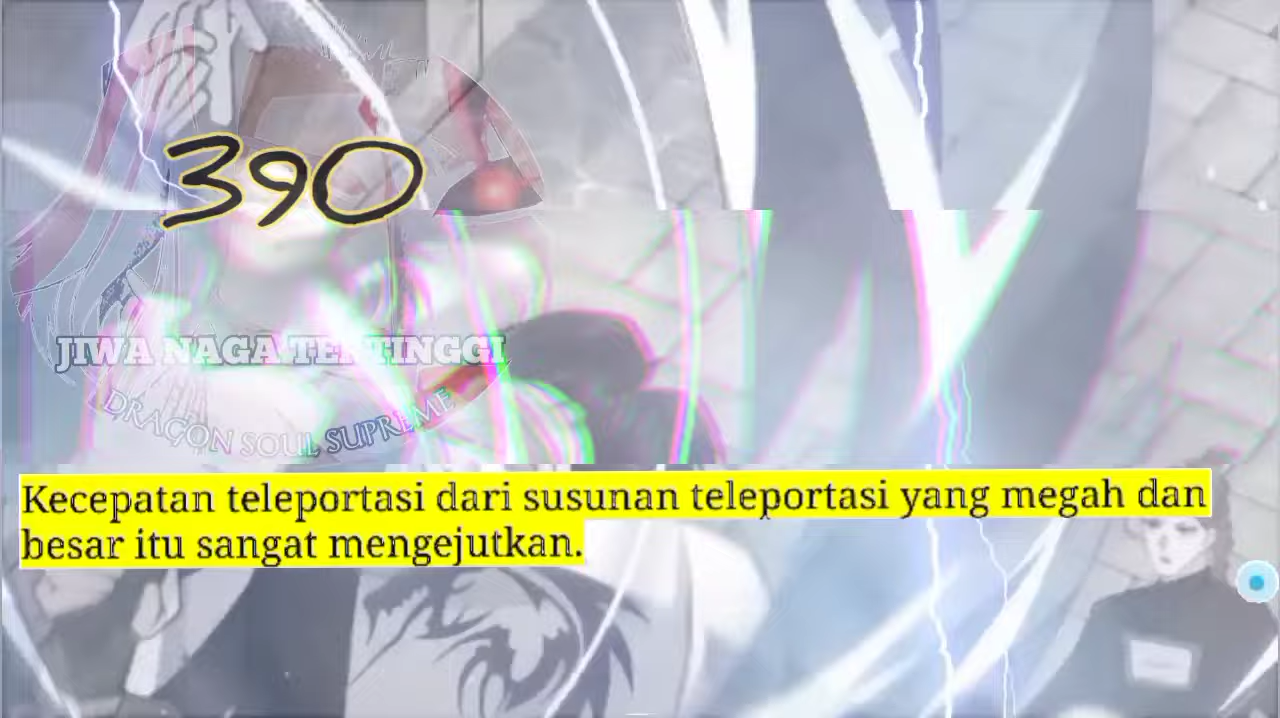 390
JIWA NAGA TERTINGGI
DRAGON SOUL SUPREME
Kecepatan teleportasi dari susunan teleportasi yang megah dan
besar itu sangat mengejutkan.